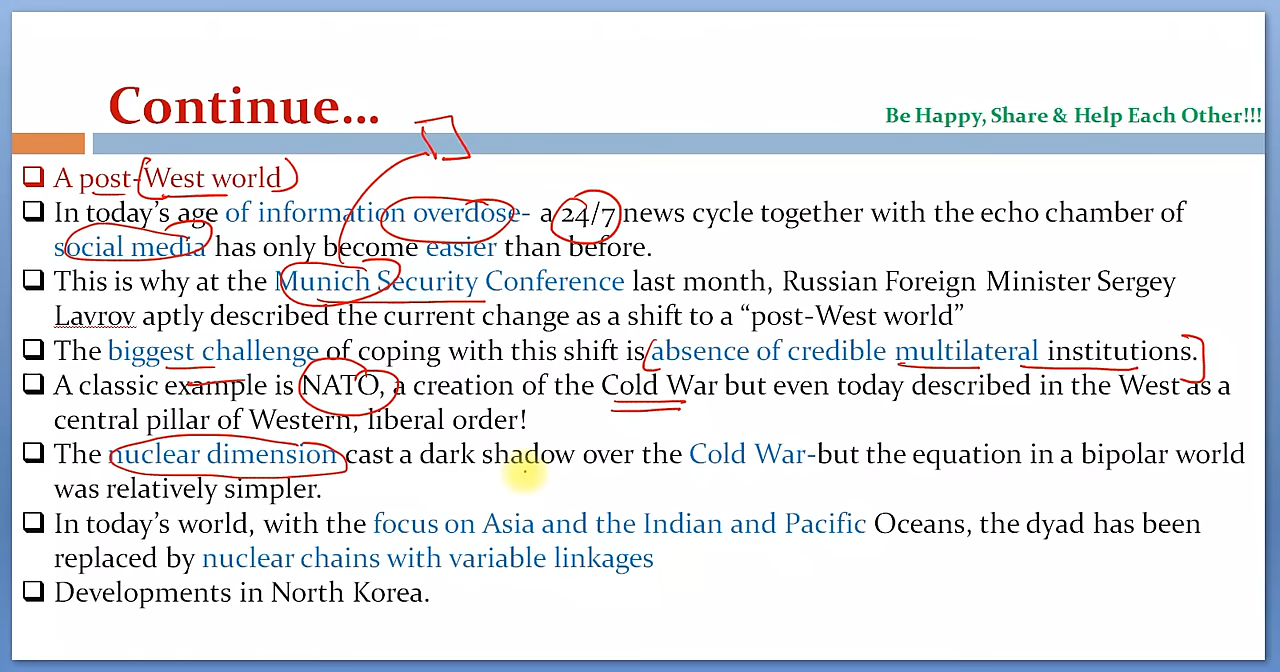 Continue...
Be Happy, Share & Help Each Other!!!
A post-West world
In today's age of information overdose- a 24/7 news cycle together with the echo chamber of
social media has only become easier than before.
This is why at the Munich Security Conference last month, Russian Foreign Minister Sergey
Lavrov aptly described the current change as a shift to a “post-West world”
The biggest challenge of coping with this shift is absence of credible multilateral institutions.
A classic example is NATO, a creation of the Cold War but even today described in the West as a
central pillar of Western, liberal order!
The nuclear dimension cast a dark shadow over the Cold War-but the equation in a bipolar world
was relatively simpler.
In today's world, with the focus on Asia and the Indian and Pacific Oceans, the dyad has been
replaced by nuclear chains with variable linkages
Developments in North Korea.